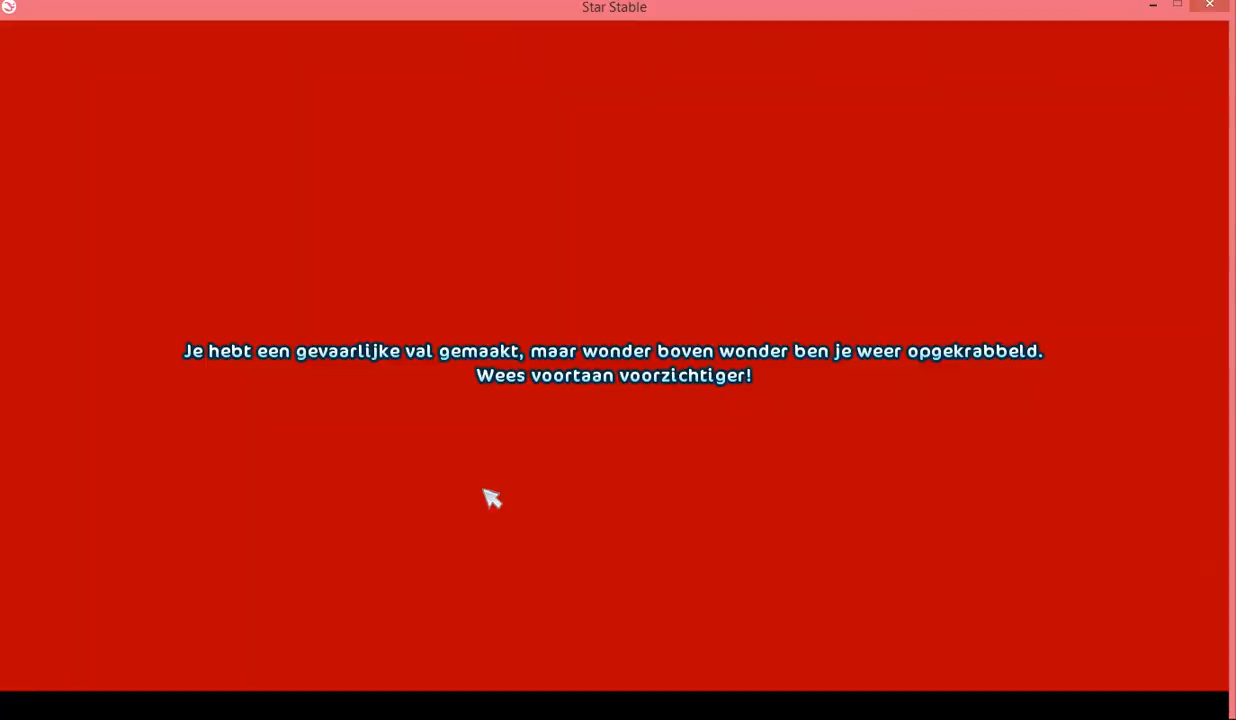 Star Stable
Je hebt een gevaarlijke val gemaakt, maar wonder boven wonder ben je weer opgekrabbeld.
Wees voortaan voorzichtiger!